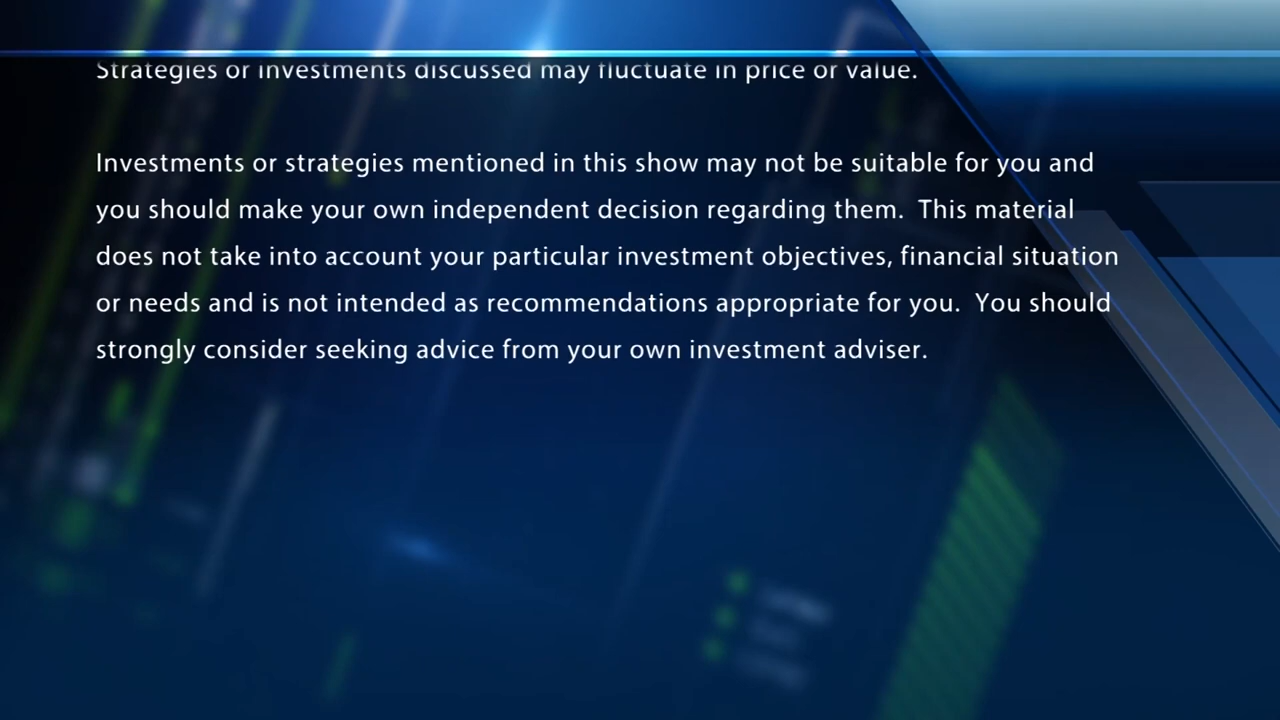 Strategies or investments discussed may fluctuate in price or value.
Investments or strategies mentioned in this show may not be suitable for you and
you should make your own independent decision regarding them.  This material
does not take into account your particular investment objectives, financial situation
or needs and is not intended as recommendations appropriate for you.  You should
strongly consider seeking advice from your own investment adviser.